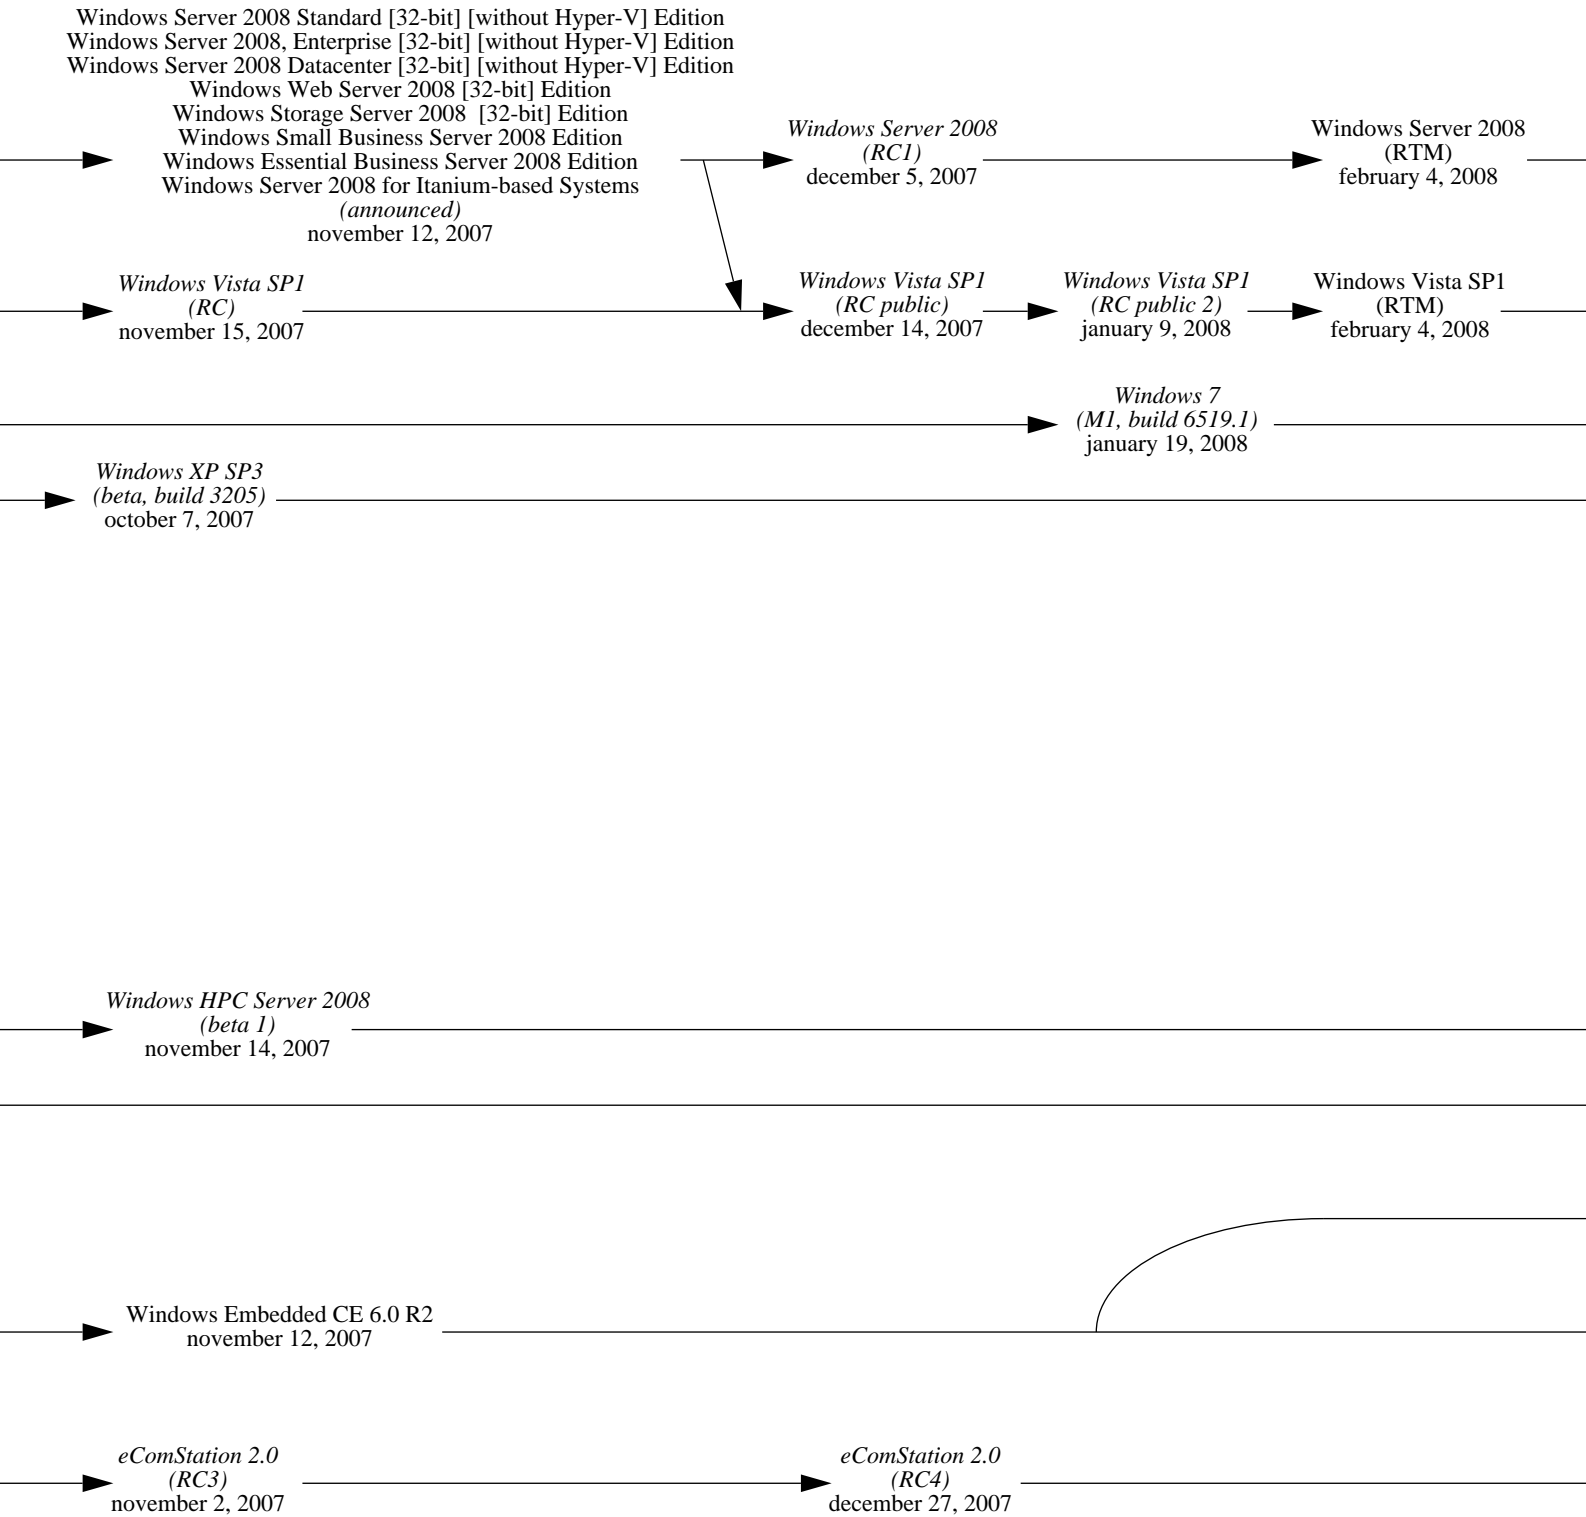 Windows Server 2008 Standard [32-bit] [without Hyper-V] Edition
Windows Server 2008, Enterprise [32-bit] [without Hyper-V] Edition
Windows Server 2008 Datacenter [32-bit] [without Hyper-V] Edition
Windows Web Server 2008 [32-bit] Edition
Windows Storage Server 2008 [32-bit] Edition
Windows Small Business Server 2008 Edition
Windows Essential Business Server 2008 Edition
Windows Server 2008 for Itanium-based Systems
(announced)
november 12, 2007
Windows Server 2008
(RC1)
december 5, 2007
Windows Server 2008
(RTM)
february 4, 2008
Windows Vista SP1
(RC)
november 15, 2007
Windows Vista SP1
(RC public)
december 14, 2007
Windows Vista SP1
(RC public 2)
january 9, 2008
Windows Vista SP1
(RTM)
february 4, 2008
Windows 7
(M1, build 6519.1)
january 19, 2008
Windows XP SP3
(beta, build 3205)
october 7, 2007
Windows HPC Server 2008
(beta 1)
november 14, 2007
Windows Embedded CE 6.0 R2
november 12, 2007
eComStation 2.0
(RC3)
november 2, 2007
eComStation 2.0
(RC4)
december 27, 2007